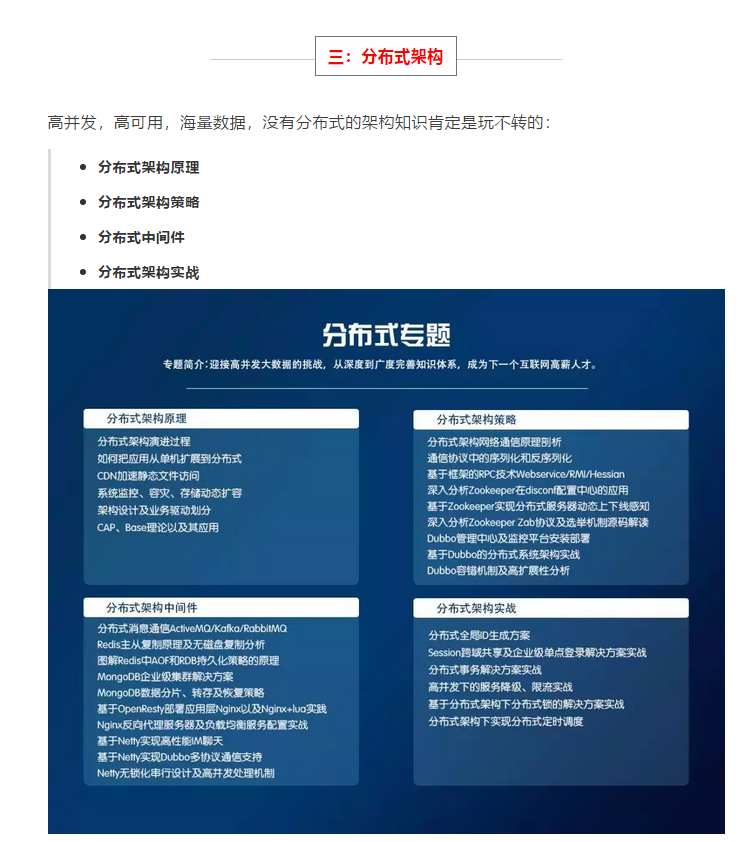 三：分布式架构
高并发，高可用，海量数据，没有分布式的架构知识肯定是玩不转的：
分布式架构原理
分布式架构策略
分布式中间件
分布式架构实战
分布式专题
专题简介:迎接高并发大数据的挑战，从深度到广度完善知识体系，成为下一个互联网高薪人才。
分布式架构原理
分布式架构演进过程
如何把应用从单机扩展到分布式
CDN加速静态文件访问
系统监控、容灾、存储动态扩容
架构设计及业务驱动划分
CAP、Base理论以及其应用
分布式架构策略
分布式架构网络通信原理剖析
通信协议中的序列化和反序列化
基于框架的RPC技术Webservice/RMI/Hessian
深入分析Zookeeper在disconf配置中心的应用
基于Zookeeper实现分布式服务器动态上下线感知
深入分析Zookeeper Zab协议及选举机制源码解读
Dubbo管理中心及监控平台安装部署
基于Dubbo的分布式系统架构实战
Dubbo容错机制及高扩展性分析
分布式架构中间件
分布式消息通信ActiveMQ/Kafka/RabbitMQ
Redis主从复制原理及无磁盘复制分析
图解Redis中AOF和RDB持久化策略的原理
MongoDB企业级集群解决方案
MongoDB数据分片、转存及恢复策略
基于OpenResty部署应用层Nginx以及Nginx+lua实践
Nginx反向代理服务器及负载均衡服务配置实战
基于Netty实现高性能IM聊天
基于Netty实现Dubbo多协议通信支持
Netty无锁化串行设计及高并发处理机制
分布式架构实战
分布式全局ID生成方案
Session跨域共享及企业级单点登录解决方案实战
分布式事务解决方案实战
高并发下的服务降级、限流实战
基于分布式架构下分布式锁的解决方案实战
分布式架构下实现分布式定时调度